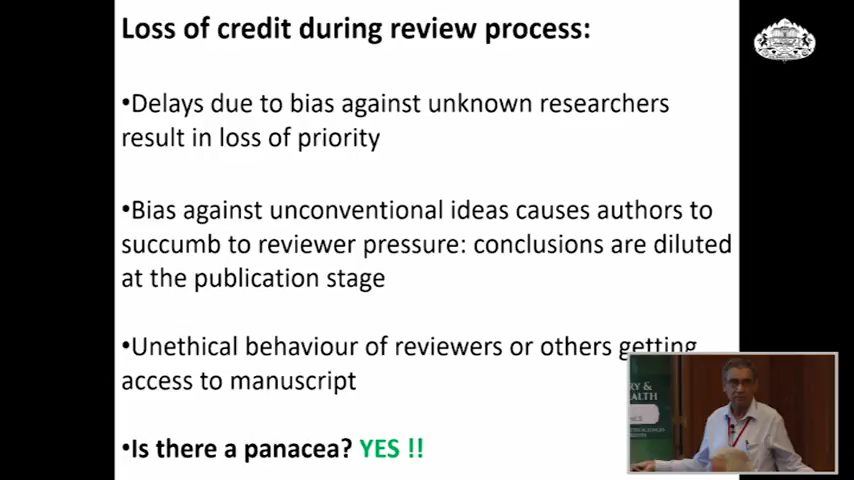 Loss of credit during review process:
•Delays due to bias against unknown researchers
result in loss of priority
•Bias against unconventional ideas causes authors to
succumb to reviewer pressure: conclusions are diluted
at the publication stage
•Unethical behaviour of reviewers or others getting
access to manuscript
•Is there a panacea? YES !!
RY &
EALTH